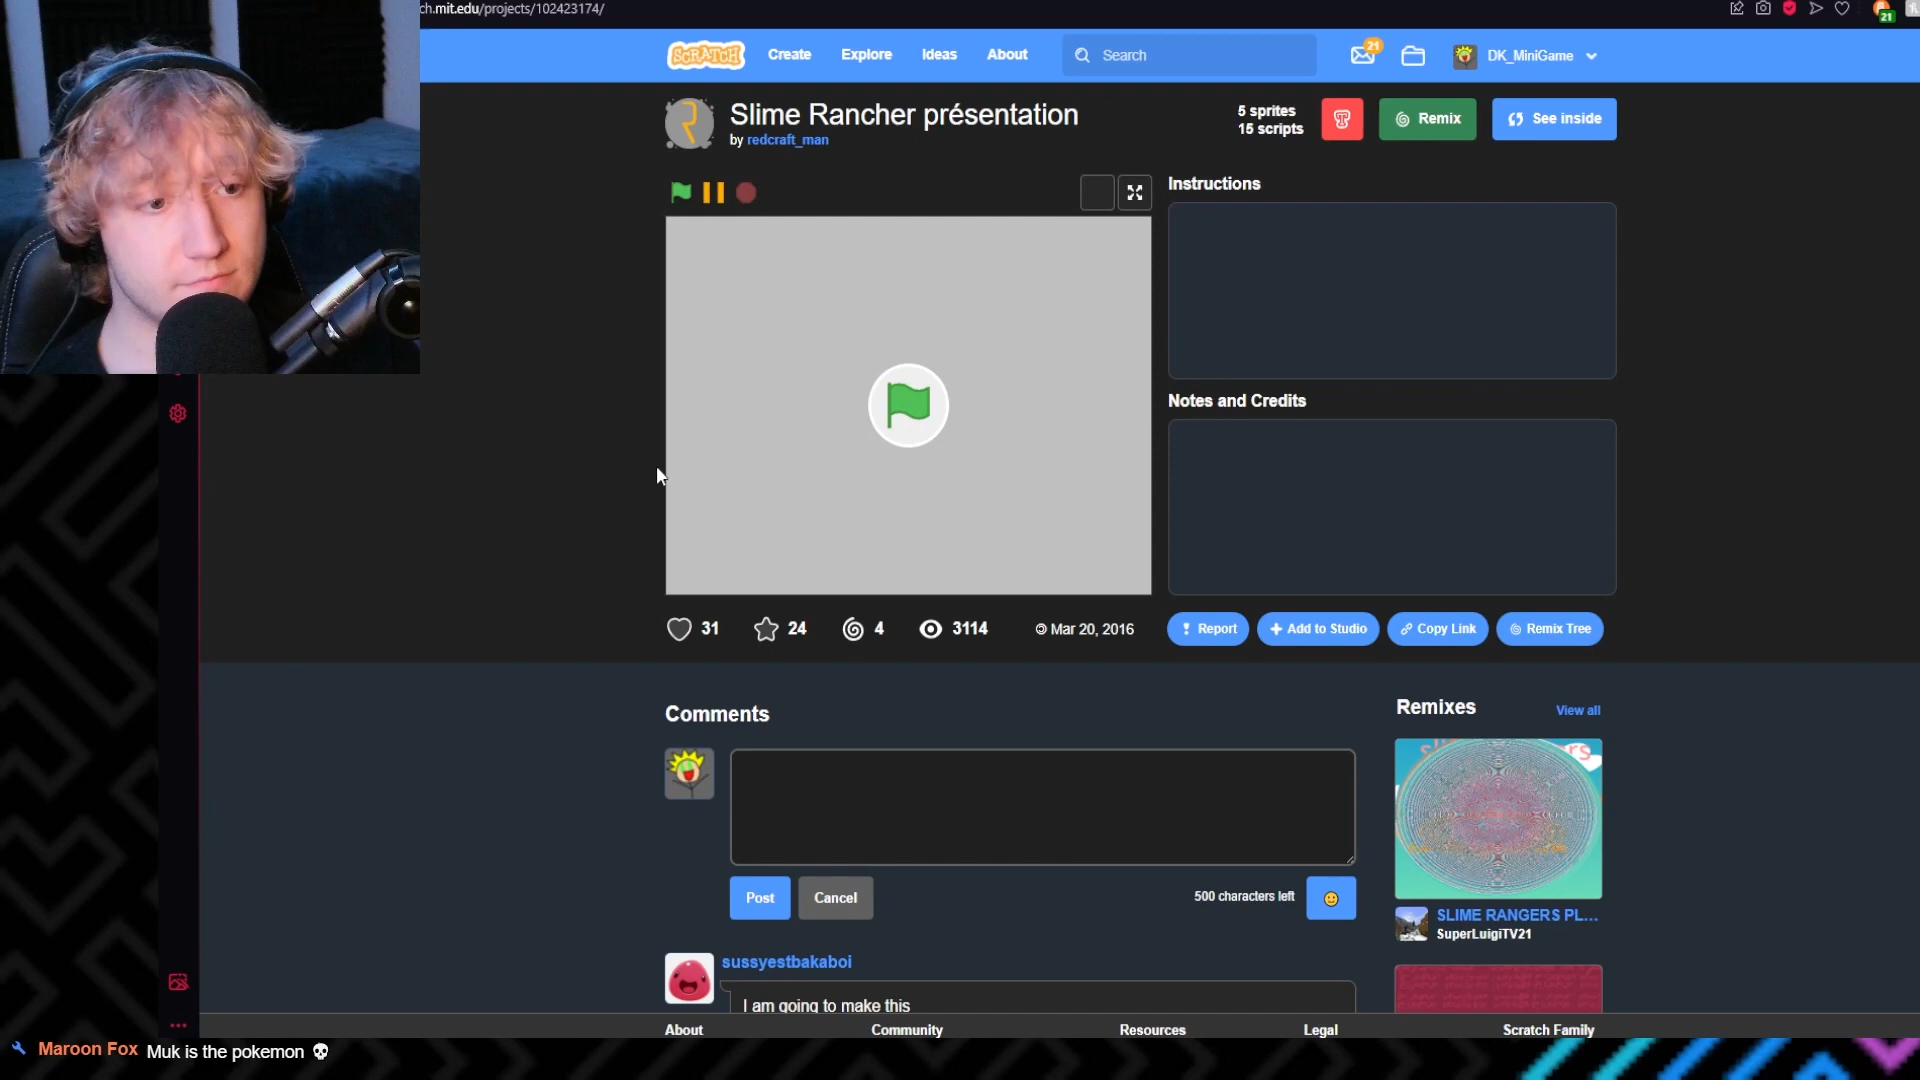 ch.mit.edu/projects/102423174/
21
SCRATCH
Create
Explore
Ideas
About
Search
21
DK_MiniGame
Slime Rancher présentation
by redcraft_man
5 sprites
15 scripts
Remix
See inside
Instructions
Notes and Credits
31
24
4
3114
Mar 20, 2016
Report
Add to Studio
Copy Link
Remix Tree
Comments
Remixes
View all
Post
Cancel
500 characters left
SLIME RANGERS PL...
SuperLuigiTV21
sussyestbakaboi
I am going to make this
About
Community
Resources
Legal
Scratch Family
Maroon Fox Muk is the pokemon 💀